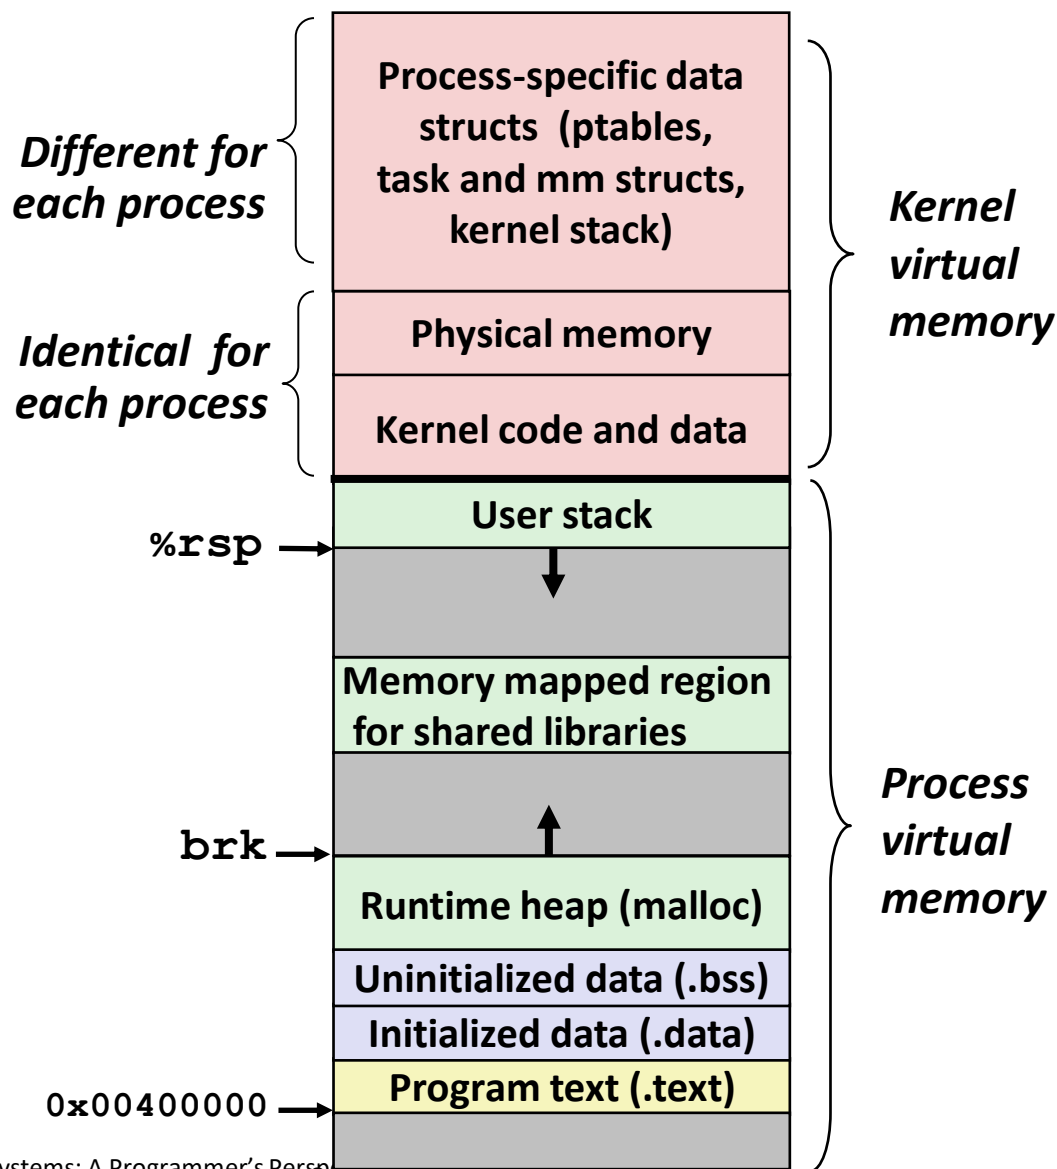 Process-specific data
structs (ptables,
task and mm structs,
kernel stack)
Different for
each process
Kernel
virtual
memory
Physical memory
Identical for
each process
Kernel code and data
User stack
%rsp
Memory mapped region
for shared libraries
Process
virtual
memory
brk
Runtime heap (malloc)
Uninitialized data (.bss)
Initialized data (.data)
Program text (.text)
0x00400000
ystems: A Programmer's